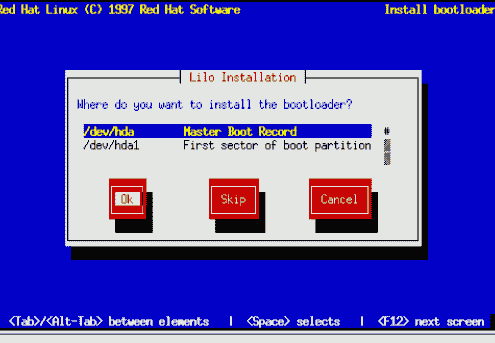 Red Hat Linux (C) 1997 Red Hat Software Install bootloader
Lilo Installation
Where do you want to install the bootloader?
/dev/hda Master Boot Record #
/dev/hda1 First sector of boot partition
Ok Skip Cancel
<Tab>/<Alt-Tab> between elements | <Space> selects | <F12> next screen